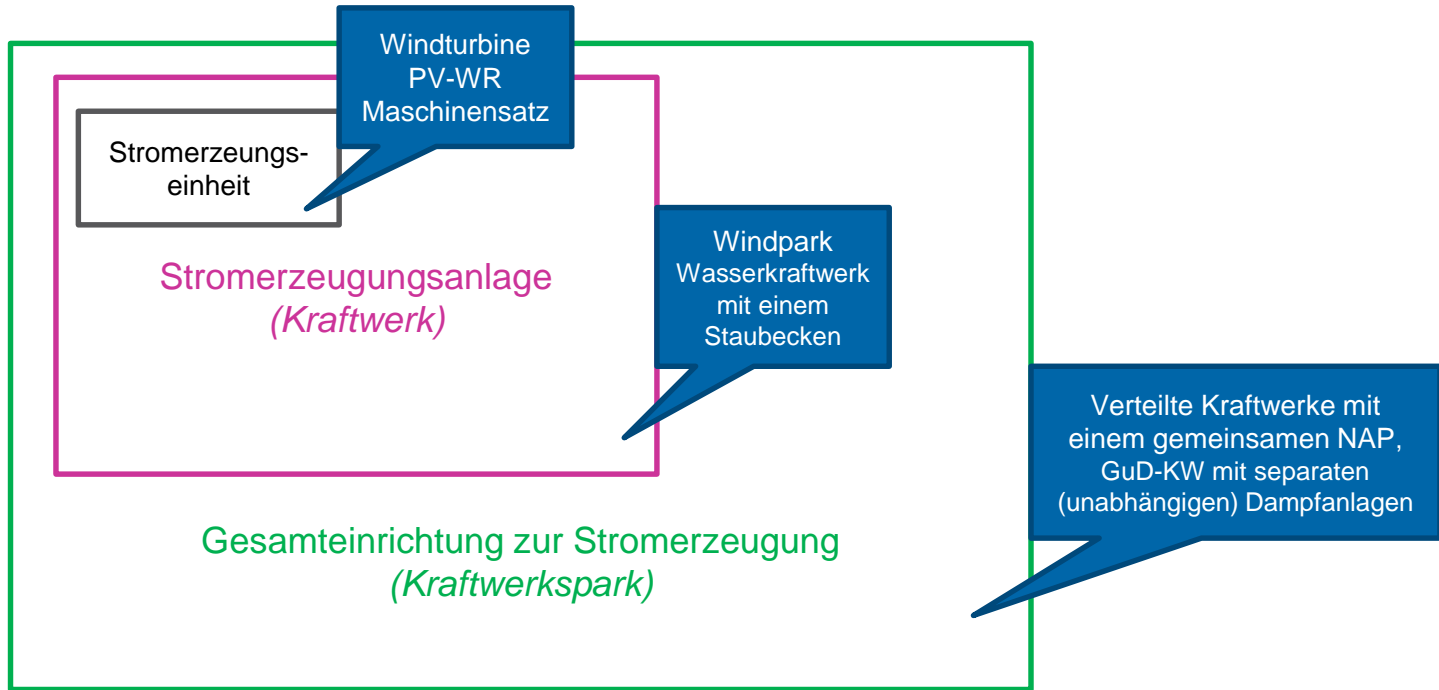 Windturbine
PV-WR
Maschinensatz
Stromerzeungs-
einheit
Stromerzeugungsanlage
(Kraftwerk)
Windpark
Wasserkraftwerk
mit einem
Staubecken
Verteilte Kraftwerke mit
einem gemeinsamen NAP,
GuD-KW mit separaten
(unabhängigen) Dampfanlagen
Gesamteinrichtung zur Stromerzeugung
(Kraftwerkspark)